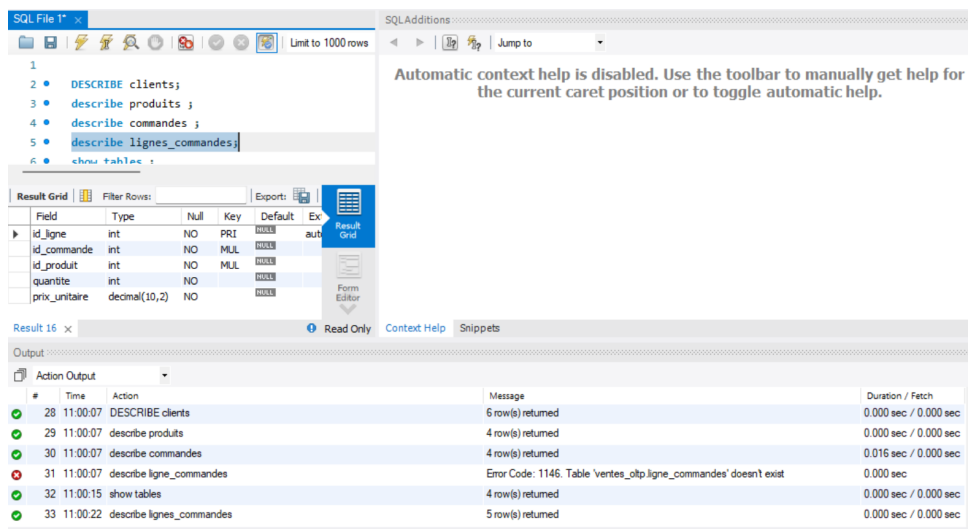 SQL File 1*
Limit to 1000 rows
1
2 DESCRIBE clients;
3 describe produits ;
4 describe commandes ;
5 describe lignes_commandes;
6 show tables ;
Result Grid Filter Rows: Export:
Field Type Null Key Default
id_ligne int NO PRI NULL
id_commande int NO MUL NULL
id_produit int NO MUL NULL
quantite int NO NULL
prix_unitaire decimal(10,2) NO NULL
Result Grid
Form Editor
Result 16 Read Only
SQLAdditions
Jump to
Automatic context help is disabled. Use the toolbar to manually get help for
the current caret position or to toggle automatic help.
Context Help Snippets
Output
Action Output
# Time Action Message Duration / Fetch
28 11:00:07 DESCRIBE clients 6 row(s) returned 0.000 sec / 0.000 sec
29 11:00:07 describe produits 4 row(s) returned 0.000 sec / 0.000 sec
30 11:00:07 describe commandes 4 row(s) returned 0.016 sec / 0.000 sec
31 11:00:07 describe ligne_commandes Error Code: 1146. Table 'ventes_oltp.ligne_commandes' doesn't exist 0.000 sec
32 11:00:15 show tables 4 row(s) returned 0.000 sec / 0.000 sec
33 11:00:22 describe lignes_commandes 5 row(s) returned 0.000 sec / 0.000 sec